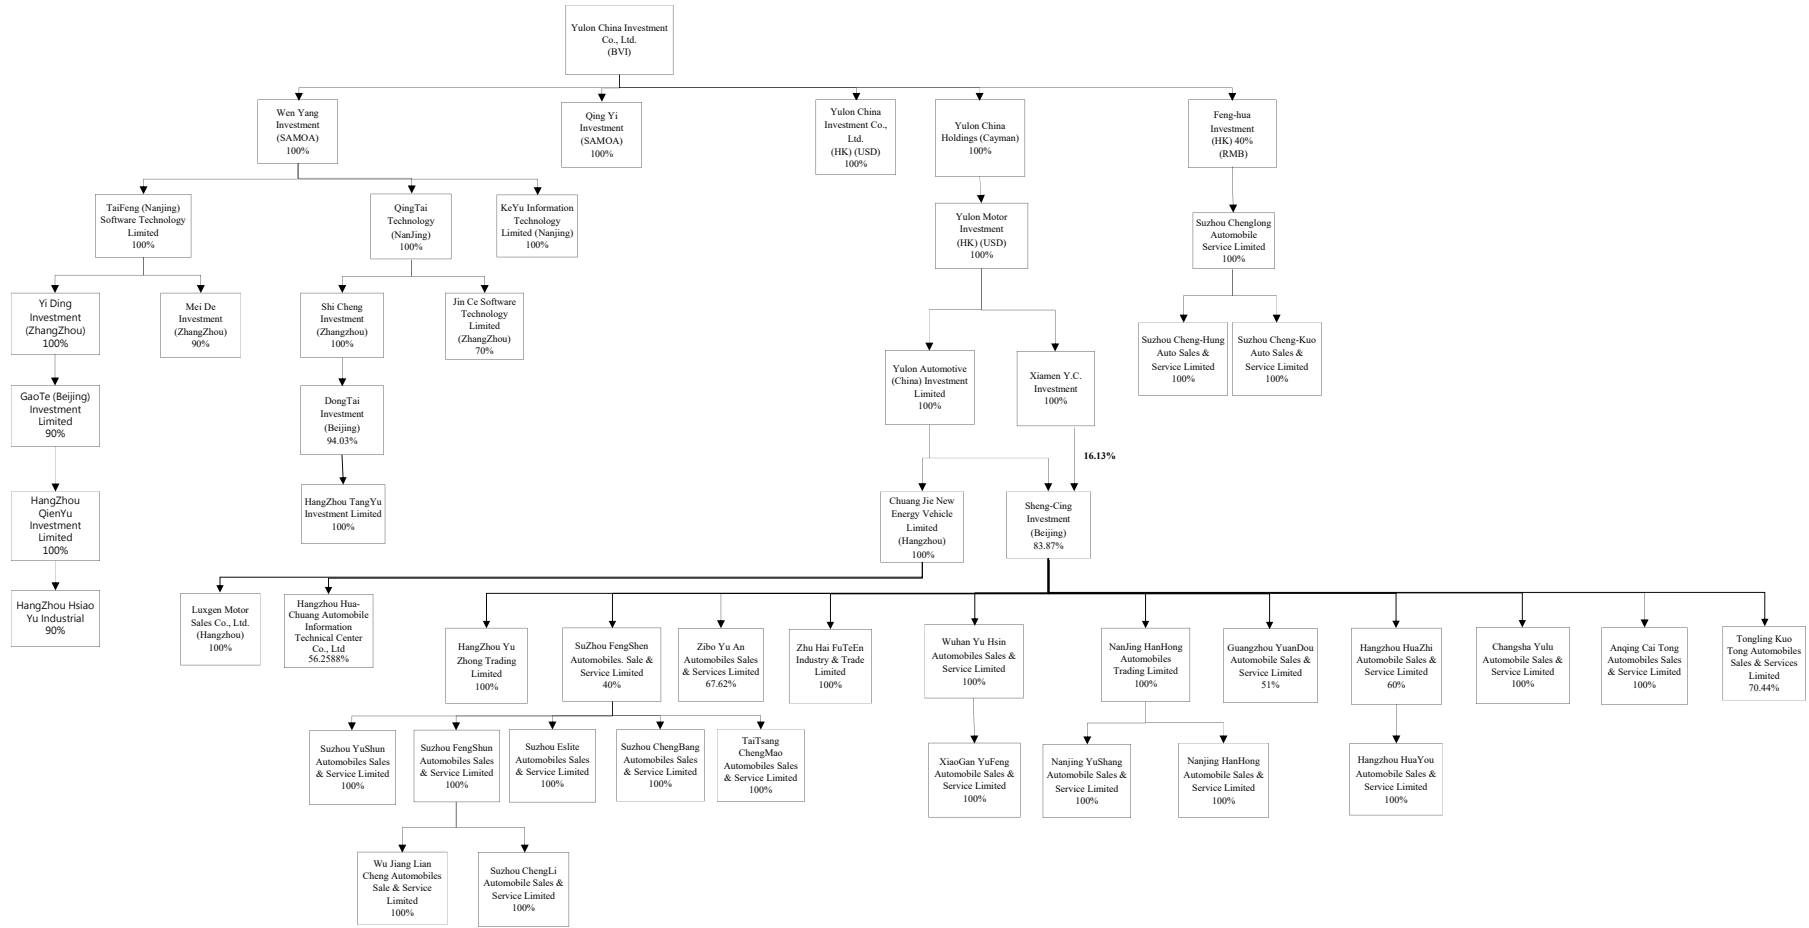 Yulon China Investment
Co., Ltd.
(BVI)
Wen Yang
Investment
(SAMOA)
100%
Qing Yi
Investment
(SAMOA)
100%
Yulon China
Investment Co.,
Ltd.
(HK) (USD)
100%
Yulon China
Holdings (Cayman)
100%
Feng-hua
Investment
(HK) 40%
(RMB)
TaiFeng (Nanjing)
Software Technology
Limited
100%
QingTai
Technology
(NanJing)
100%
KeYu Information
Technology
Limited (Nanjing)
100%
Yulon Motor
Investment
(HK) (USD)
100%
Suzhou Chenglong
Automobile
Service Limited
100%
Yi Ding
Investment
(ZhangZhou)
100%
Mei De
Investment
(ZhangZhou)
90%
Shi Cheng
Investment
(Zhangzhou)
100%
Jin Ce Software
Technology
Limited
(ZhangZhou)
70%
Suzhou Cheng-Hung
Auto Sales &
Service Limited
100%
Suzhou Cheng-Kuo
Auto Sales &
Service Limited
100%
Yulon Automotive
(China) Investment
Limited
100%
Xiamen Y.C.
Investment
100%
GaoTe (Beijing)
Investment
Limited
90%
DongTai
Investment
(Beijing)
94.03%
16.13%
HangZhou
QienYu
Investment
Limited
100%
HangZhou TangYu
Investment Limited
100%
Chuang Jie New
Energy Vehicle
Limited
(Hangzhou)
100%
Sheng-Cing
Investment
(Beijing)
83.87%
HangZhou Hsiao
Yu Industrial
90%
Luxgen Motor
Sales Co., Ltd.
(Hangzhou)
100%
Hangzhou Hua-
Chuang Automobile
Information
Technical Center
Co., Ltd
56.2588%
HangZhou Yu
Zhong Trading
Limited
100%
SuZhou FengShen
Automobiles. Sale &
Service Limited
40%
Zibo Yu An
Automobiles Sales
& Services Limited
67.62%
Zhu Hai FuTeEn
Industry & Trade
Limited
100%
Wuhan Yu Hsin
Automobiles Sales &
Service Limited
100%
NanJing HanHong
Automobiles
Trading Limited
100%
Guangzhou YuanDou
Automobile Sales &
Service Limited
51%
Hangzhou HuaZhi
Automobile Sales &
Service Limited
60%
Changsha Yulu
Automobile Sales &
Service Limited
100%
Anqing Cai Tong
Automobiles Sales
& Service Limited
100%
Tongling Kuo
Tong Automobiles
Sales & Services
Limited
70.44%
Suzhou YuShun
Automobiles Sales
& Service Limited
100%
Suzhou FengShun
Automobiles Sales
& Service Limited
100%
Suzhou Eslite
Automobiles Sales
& Service Limited
100%
Suzhou ChengBang
Automobiles Sales
& Service Limited
100%
TaiTsang
ChengMao
Automobiles Sales
& Service Limited
100%
XiaoGan YuFeng
Automobile Sales &
Service Limited
100%
Nanjing YuShang
Automobile Sales &
Service Limited
100%
Nanjing HanHong
Automobile Sales &
Service Limited
100%
Hangzhou HuaYou
Automobile Sales &
Service Limited
100%
Wu Jiang Lian
Cheng Automobiles
Sale & Service
Limited
100%
Suzhou ChengLi
Automobile Sales &
Service Limited
100%